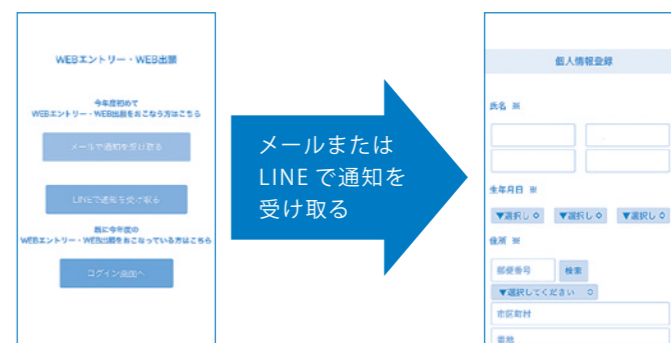 WEBエントリー・WEB出願
今年度初めて
WEBエントリー・WEB出願をおこなう方はこちら
メールで通知を受け取る
LINEで通知を受け取る
既に今年度の
WEBエントリー・WEB出願をおこなっている方はこちら
ログイン画面へ
メールまたは
LINE で通知を
受け取る
個人情報登録
氏名 ※
生年月日 ※
▼選択し ▼選択し ▼選択し
住所 ※
郵便番号 検索
▼選択してください
市区町村
番地